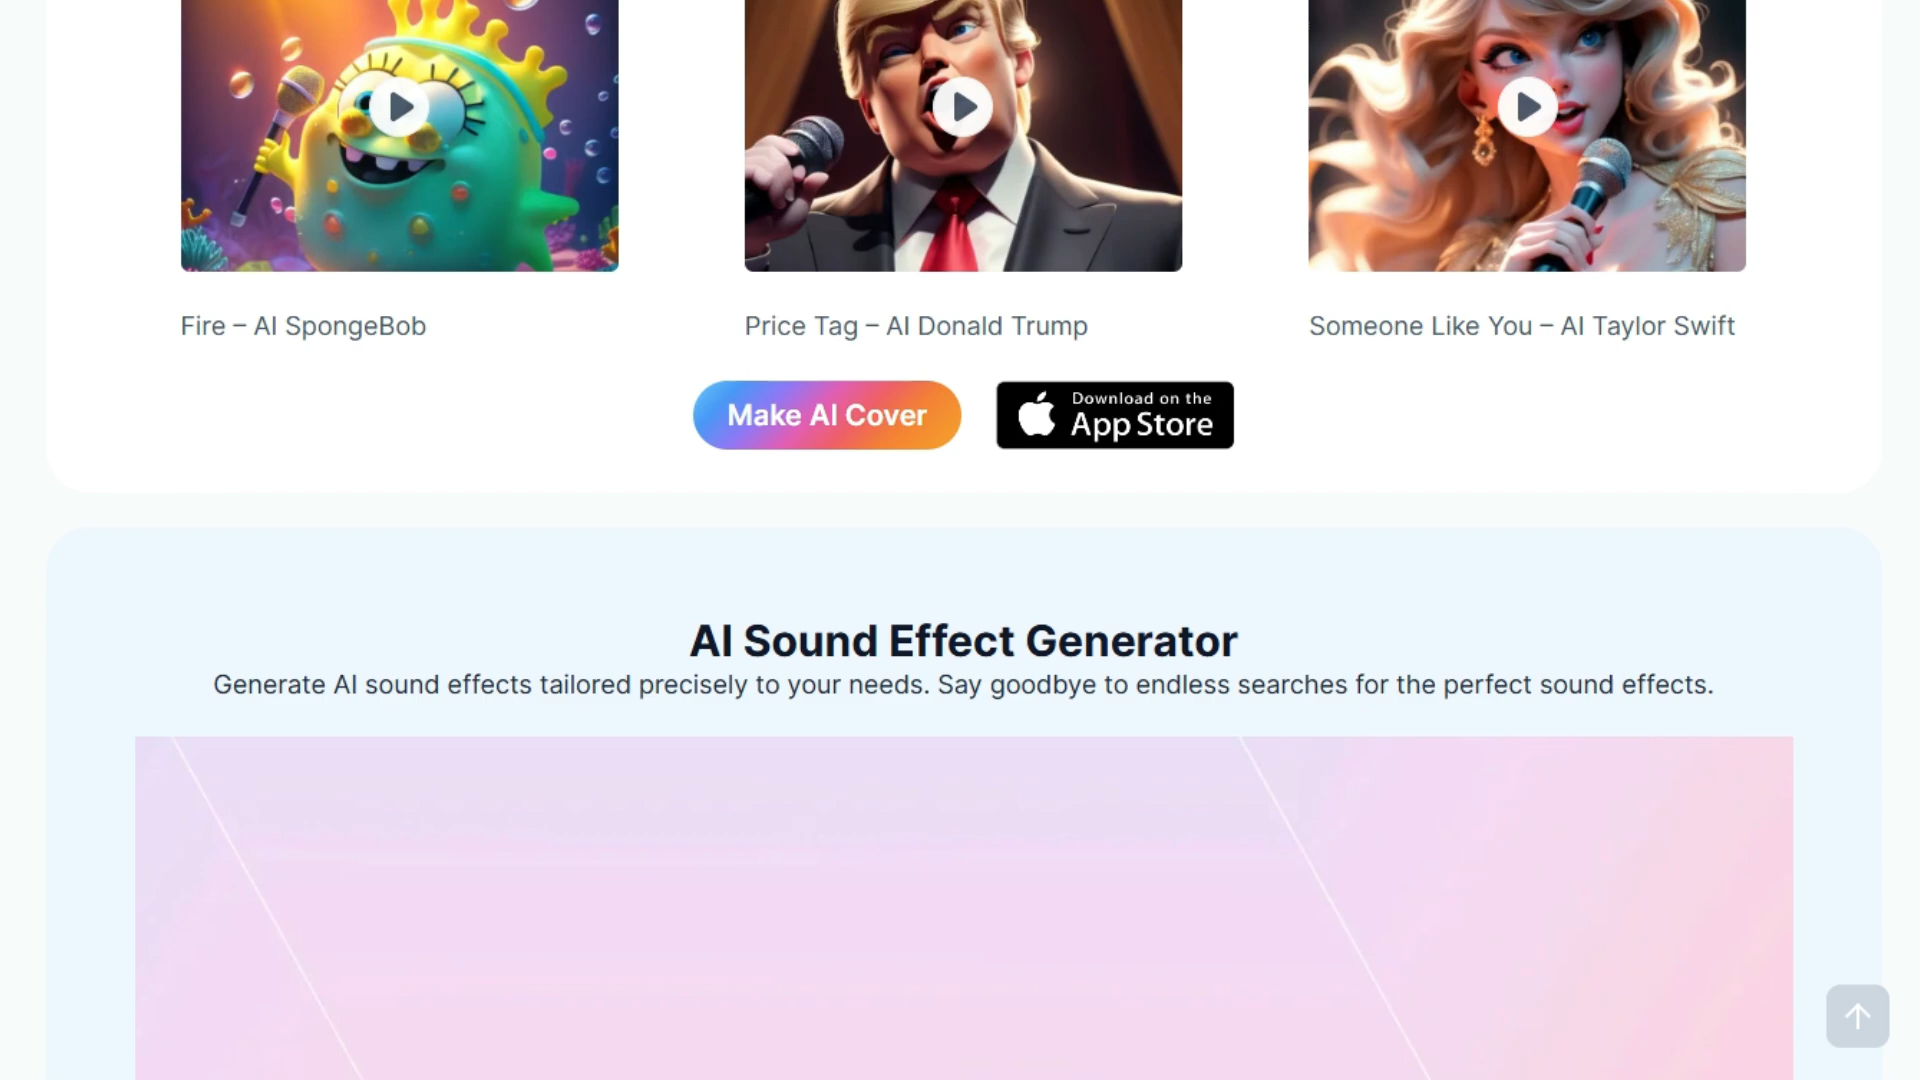 Fire – AI SpongeBob
Price Tag – AI Donald Trump
Someone Like You – AI Taylor Swift
Make AI Cover
Download on the
App Store
AI Sound Effect Generator
Generate AI sound effects tailored precisely to your needs. Say goodbye to endless searches for the perfect sound effects.